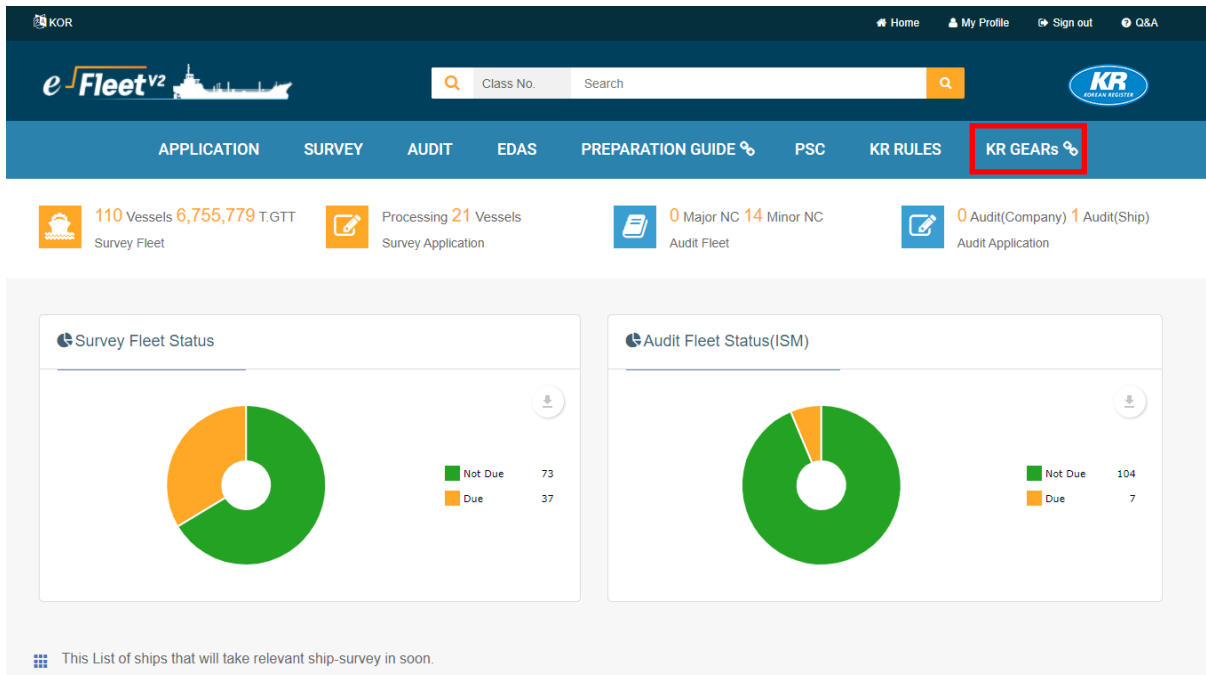 KOR
Home My Profile Sign out Q&A
e-Fleet V2
Class No. Search
KR
KOREAN REGISTER
APPLICATION SURVEY AUDIT EDAS PREPARATION GUIDE PSC KR RULES KR GEARs
110 Vessels 6,755,779 T.GTT
Survey Fleet
Processing 21 Vessels
Survey Application
0 Major NC 14 Minor NC
Audit Fleet
0 Audit(Company) 1 Audit(Ship)
Audit Application
Survey Fleet Status
Not Due 73
Due 37
Audit Fleet Status(ISM)
Not Due 104
Due 7
This List of ships that will take relevant ship-survey in soon.